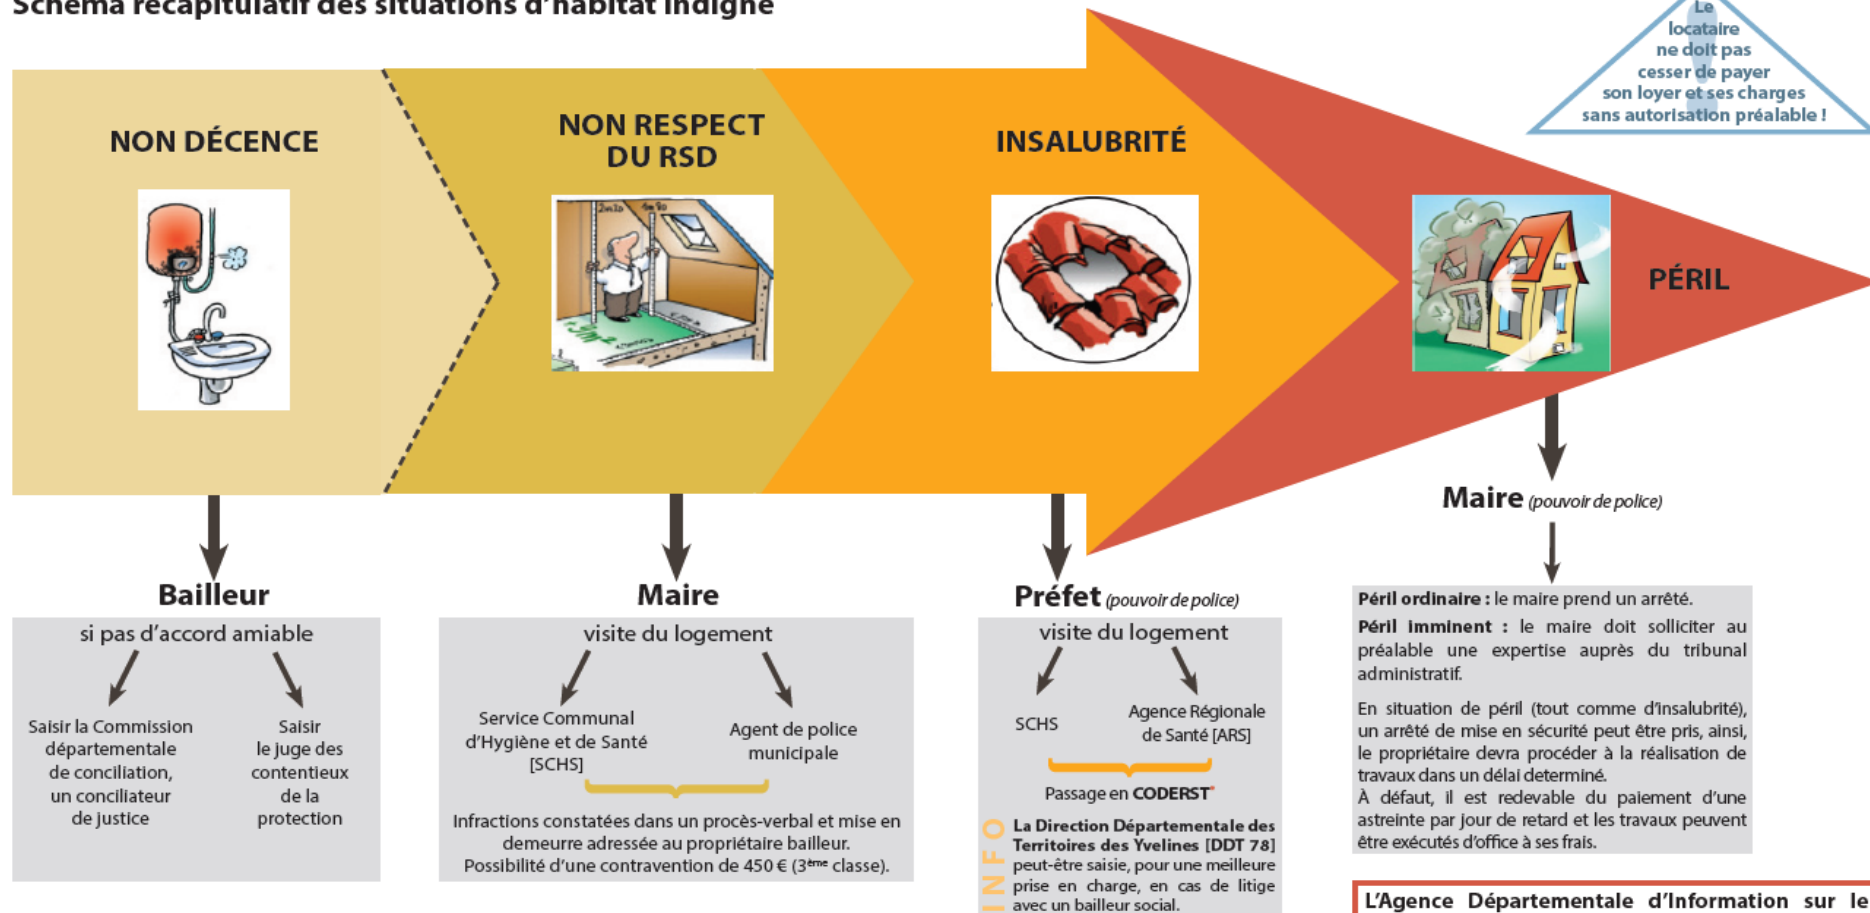 Schéma récapitulatif des situations d'habitat indigne
Le
locataire
ne doit pas
cesser de payer
son loyer et ses charges
sans autorisation préalable !
NON DÉCENCE
NON RESPECT
DU RSD
INSALUBRITÉ
PÉRIL
2m20
1m80
Bailleur
si pas d'accord amiable
Saisir la Commission
départementale
de conciliation,
un conciliateur
de justice
Saisir
le juge des
contentieux
de la
protection
Maire
visite du logement
Service Communal
d'Hygiène et de Santé
[SCHS]
Agent de police
municipale
Infractions constatées dans un procès-verbal et mise en
demeurre adressée au propriétaire bailleur.
Possibilité d'une contravention de 450 € (3ème classe).
Préfet (pouvoir de police)
visite du logement
SCHS
Agence Régionale
de Santé [ARS]
Passage en CODERST*
INFO
La Direction Départementale des
Territoires des Yvelines [DDT 78]
peut-être saisie, pour une meilleure
prise en charge, en cas de litige
avec un bailleur social.
Maire (pouvoir de police)
Péril ordinaire : le maire prend un arrêté.
Péril imminent : le maire doit solliciter au
préalable une expertise auprès du tribunal
administratif.
En situation de péril (tout comme d'insalubrité),
un arrêté de mise en sécurité peut être pris, ainsi,
le propriétaire devra procéder à la réalisation de
travaux dans un délai determiné.
À défaut, il est redevable du paiement d'une
astreinte par jour de retard et les travaux peuvent
être exécutés d'office à ses frais.
L'Agence Départementale d'Information sur le